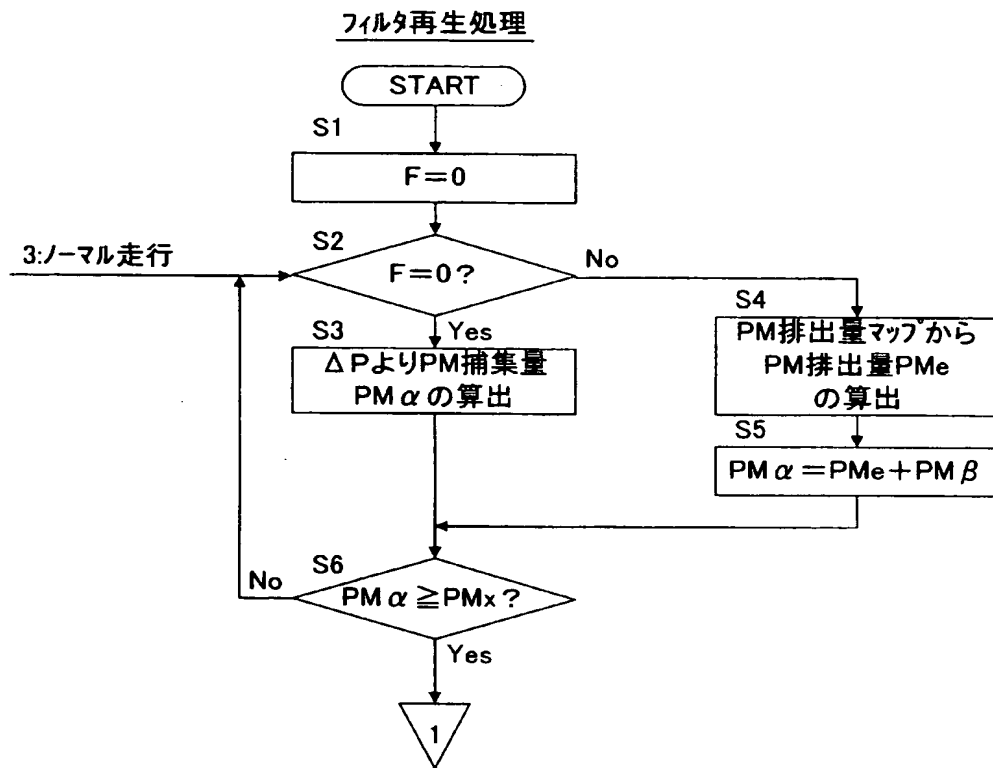 フィルタ再生処理
START
S1
F=0
3:ノーマル走行
S2
F=0?
No
Yes
S3
ΔPよりPM捕集量
PMαの算出
S4
PM排出量マップから
PM排出量PMe
の算出
S5
PMα=PMe+PMβ
S6
No
PMα≧PMx?
Yes
1